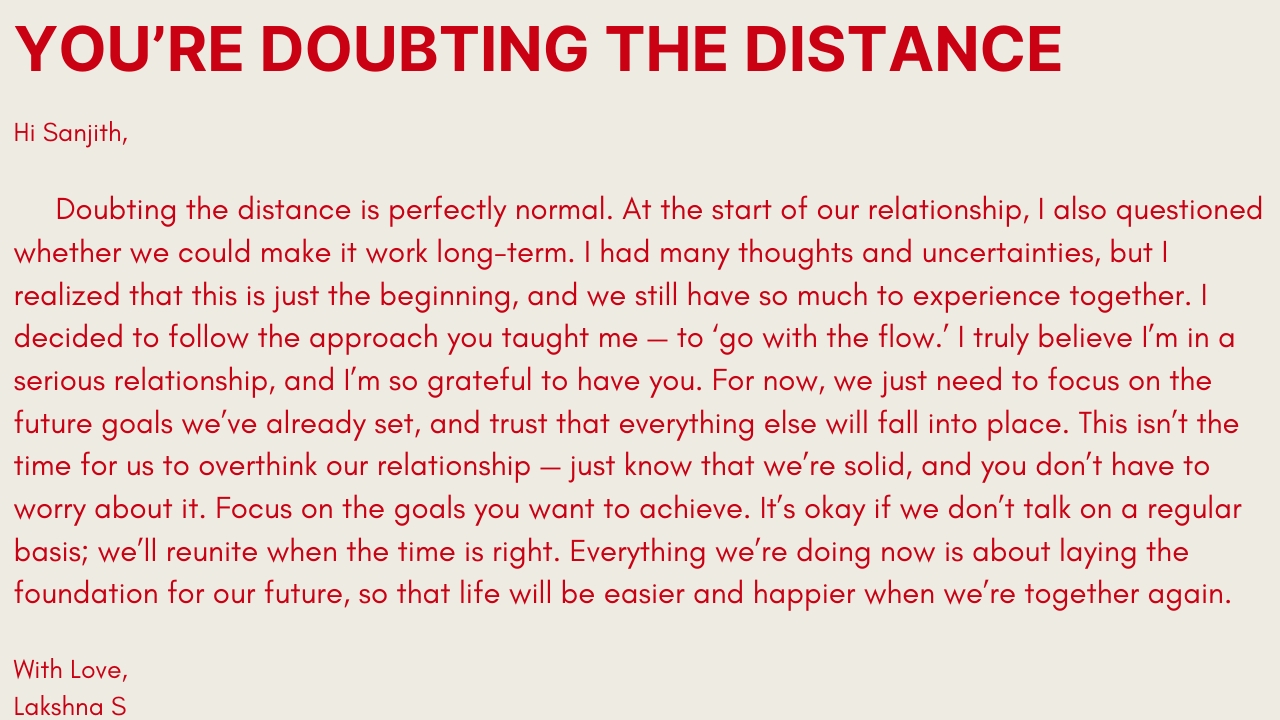 YOU’RE DOUBTING THE DISTANCE
Hi Sanjith,
Doubting the distance is perfectly normal. At the start of our relationship, I also questioned
whether we could make it work long-term. I had many thoughts and uncertainties, but I
realized that this is just the beginning, and we still have so much to experience together. I
decided to follow the approach you taught me — to ‘go with the flow.’ I truly believe I’m in a
serious relationship, and I’m so grateful to have you. For now, we just need to focus on the
future goals we’ve already set, and trust that everything else will fall into place. This isn’t the
time for us to overthink our relationship — just know that we’re solid, and you don’t have to
worry about it. Focus on the goals you want to achieve. It’s okay if we don’t talk on a regular
basis; we’ll reunite when the time is right. Everything we’re doing now is about laying the
foundation for our future, so that life will be easier and happier when we’re together again.
With Love,
Lakshna S